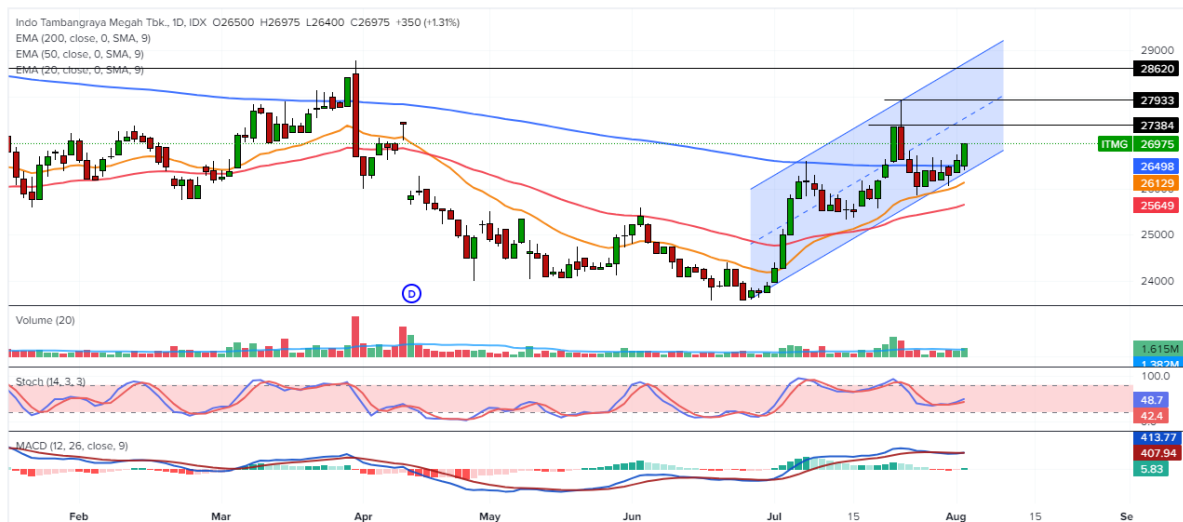 Indo Tambangraya Megah Tbk., 1D, IDX O26500 H26975 L26400 C26975 +350 (+1.31%)
EMA (200, close, 0, SMA, 9)
EMA (50, close, 0, SMA, 9)
EMA (20, close, 0, SMA, 9)
29000
28620
27933
27384
ITMG 26975
26498
26129
25649
25000
24000
D
Volume (20)
1.615M
1.382M
Stoch (14, 3, 3)
100.0
48.7
42.4
MACD (12, 26, close, 9)
413.77
407.94
5.83
Feb Mar Apr May Jun Jul 15 Aug 15 Se